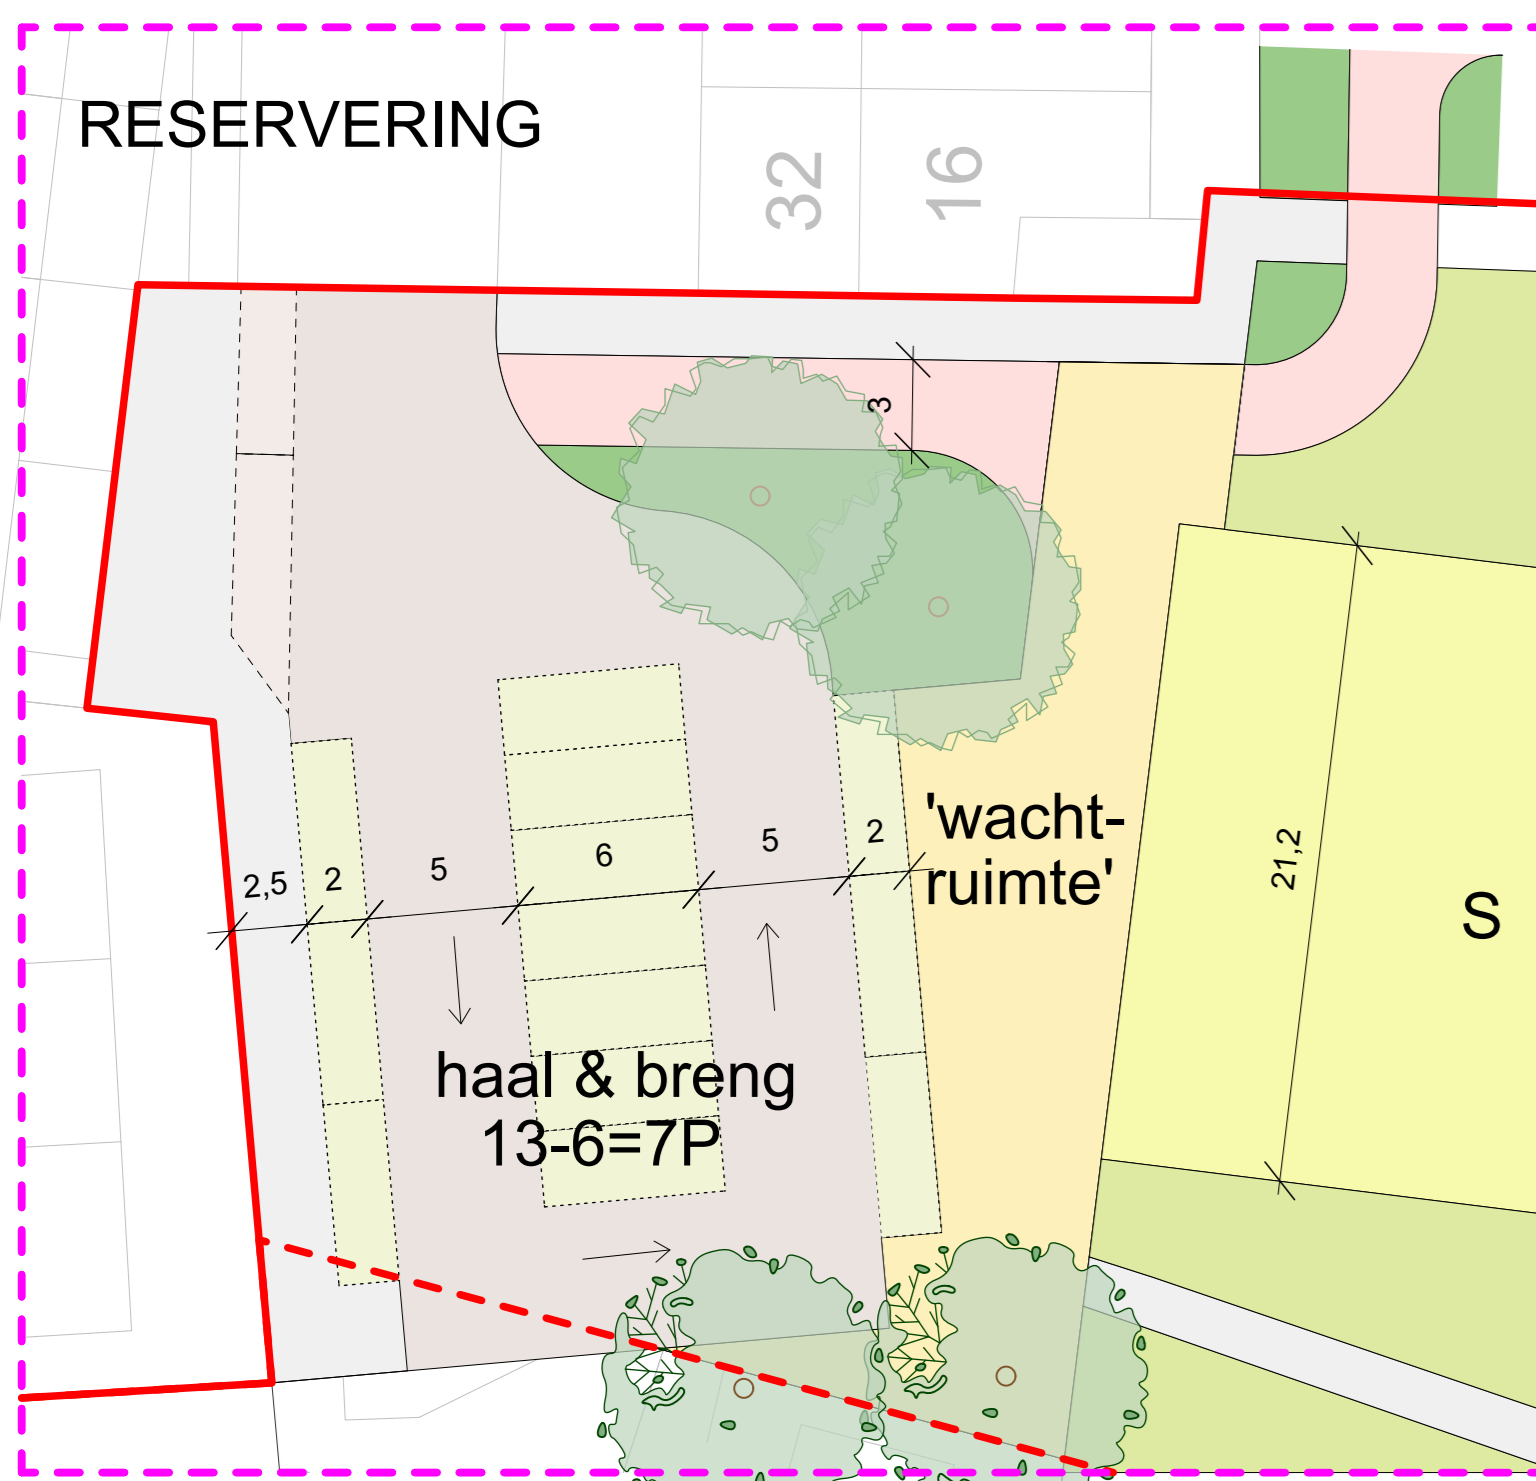 RESERVERING
32
16
3
'wacht-
ruimte'
2,5
2
5
6
5
2
21,2
S
haal & breng
13-6=7P